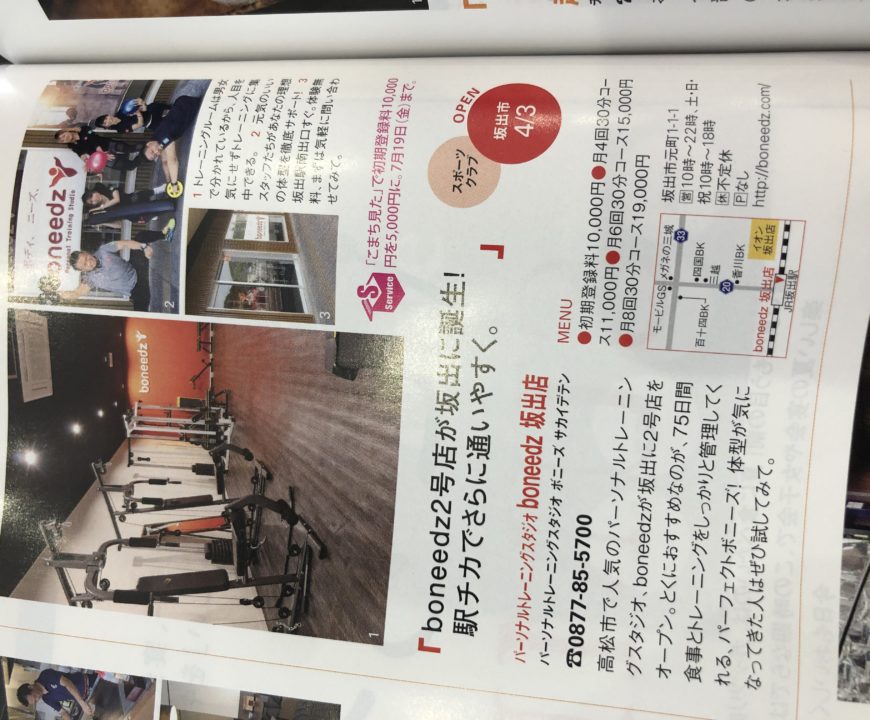 boneedz
1
ボディ、ニーズ、
boneedz
Personal Training Studio
2
3
1 トレーニングルームは男女
で分かれているから、人目を
気にせずトレーニングに集
中できる。 2 元気のいい
スタッフたちがあなたの理想
の体型を徹底サポート! 3
坂出駅南出口すぐ。体験無
料、まずは気軽に問い合わ
せてみて。
S
Service
「こまち見た」で初期登録料10,000
円を5,000円に。7月19日(金)まで。
「boneedz2号店が坂出に誕生!
駅チカでさらに通いやすく。」
スポーツ
クラブ
OPEN
坂出市
4/3
パーソナルトレーニングスタジオ boneedz 坂出店
パーソナルトレーニングスタジオ ボニーズ サカイデテン
☎0877-85-5700
高松市で人気のパーソナルトレーニン
グスタジオ、boneedzが坂出に2号店を
オープン。とくにおすすめなのが、75日間
食事とトレーニングをしっかりと管理してく
れる、パーフェクトボニーズ! 体型が気に
なってきた人はぜひ試してみて。
MENU
●初期登録料10,000円●月4回30分コー
ス11,000円●月6回30分コース15,000円
●月8回30分コース19,000円
モービルGS
メガネの三城
33
百十四BK
四国BK
三越
20
香川BK
boneedz 坂出店
イオン
坂出店
JR坂出駅
坂出市元町1-1-1
営10時〜22時、土・日・
祝10時〜18時
休不定休
Pなし
http://boneedz.com/